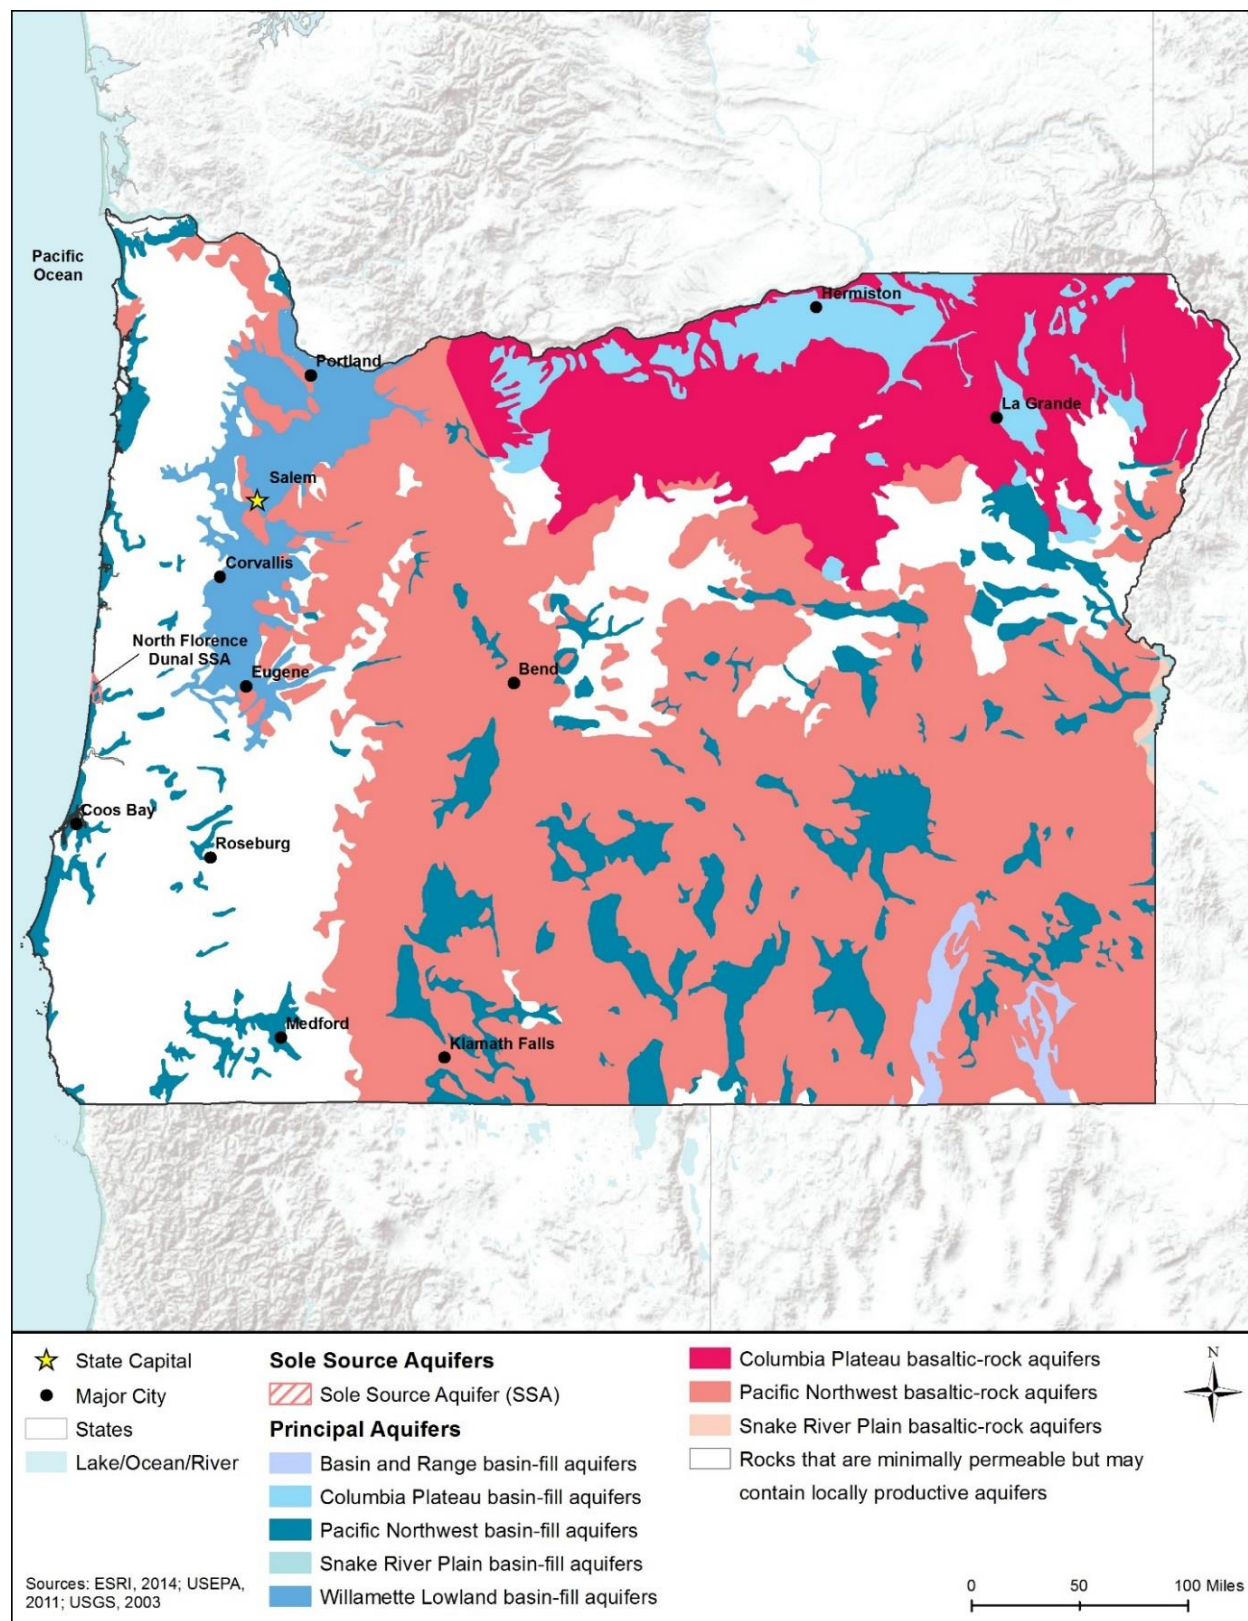 Pacific
Ocean
Hermiston
Portland
La Grande
Salem
Corvallis
North Florence
Dunal SSA
Eugene
Bend
Coos Bay
Roseburg
Medford
Klamath Falls
State Capital
Major City
States
Lake/Ocean/River
Sources: ESRI, 2014; USEPA,
2011; USGS, 2003
Sole Source Aquifers
Sole Source Aquifer (SSA)
Principal Aquifers
Basin and Range basin-fill aquifers
Columbia Plateau basin-fill aquifers
Pacific Northwest basin-fill aquifers
Snake River Plain basin-fill aquifers
Willamette Lowland basin-fill aquifers
Columbia Plateau basaltic-rock aquifers
Pacific Northwest basaltic-rock aquifers
Snake River Plain basaltic-rock aquifers
Rocks that are minimally permeable but may
contain locally productive aquifers
N
0 50 100 Miles